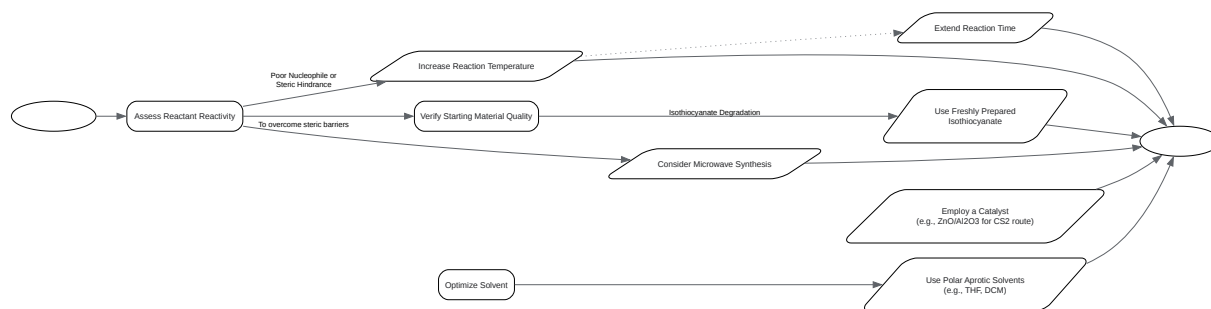 Extend Reaction Time
Increase Reaction Temperature
Poor Nucleophile or
Steric Hindrance
Assess Reactant Reactivity
To overcome steric barriers
Verify Starting Material Quality
Isothiocyanate Degradation
Use Freshly Prepared
Isothiocyanate
Consider Microwave Synthesis
Employ a Catalyst
(e.g., ZnO/Al2O3 for CS2 route)
Optimize Solvent
Use Polar Aprotic Solvents
(e.g., THF, DCM)